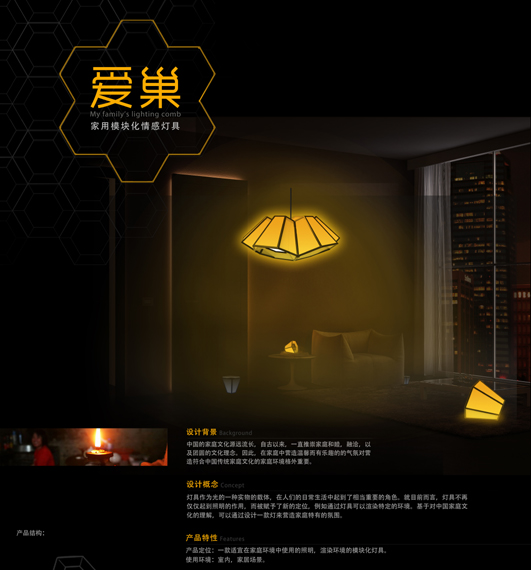 爱巢
My family's lighting comb
家用模块化情感灯具
设计背景 Background
中国的家庭文化源远流长，自古以来，一直推崇家庭和睦，融洽，以
及团圆的文化理念，因此，在家庭中营造温馨而有乐趣的的气氛对营
造符合中国传统家庭文化的家庭环境格外重要。
设计概念 Concept
灯具作为光的一种实物的载体，在人们的日常生活中起到了相当重要的角色。就目前而言，灯具不再
仅仅起到照明的作用，而被赋予了新的定位，例如通过灯具可以渲染特定的环境。基于对中国家庭文
化的理解，可以通过设计一款灯来营造家庭特有的氛围。
产品结构：
产品特性 Features
产品定位：一款适宜在家庭环境中使用的照明，渲染环境的模块化灯具。
使用环境：室内，家居场景。